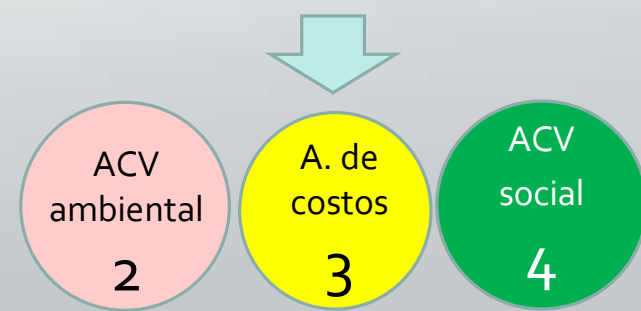 ACV
ambiental
2
A. de
costos
3
ACV
social
4